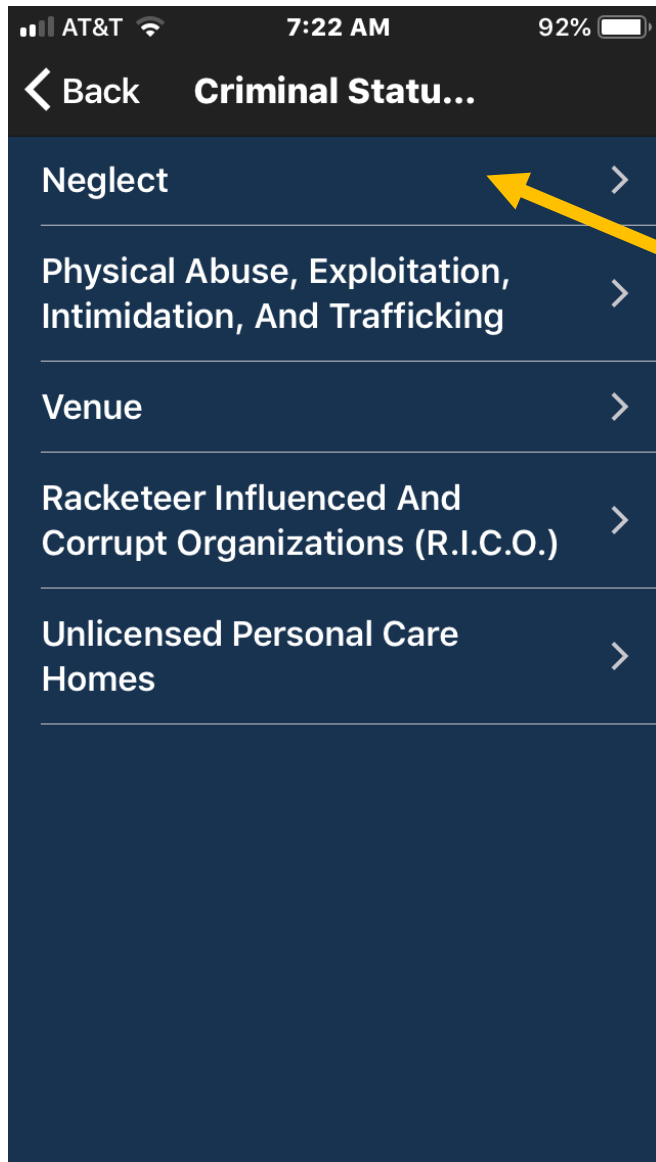 AT&T 7:22 AM 92%
Back Criminal Statu...
Neglect
Physical Abuse, Exploitation,
Intimidation, And Trafficking
Venue
Racketeer Influenced And
Corrupt Organizations (R.I.C.O.)
Unlicensed Personal Care
Homes